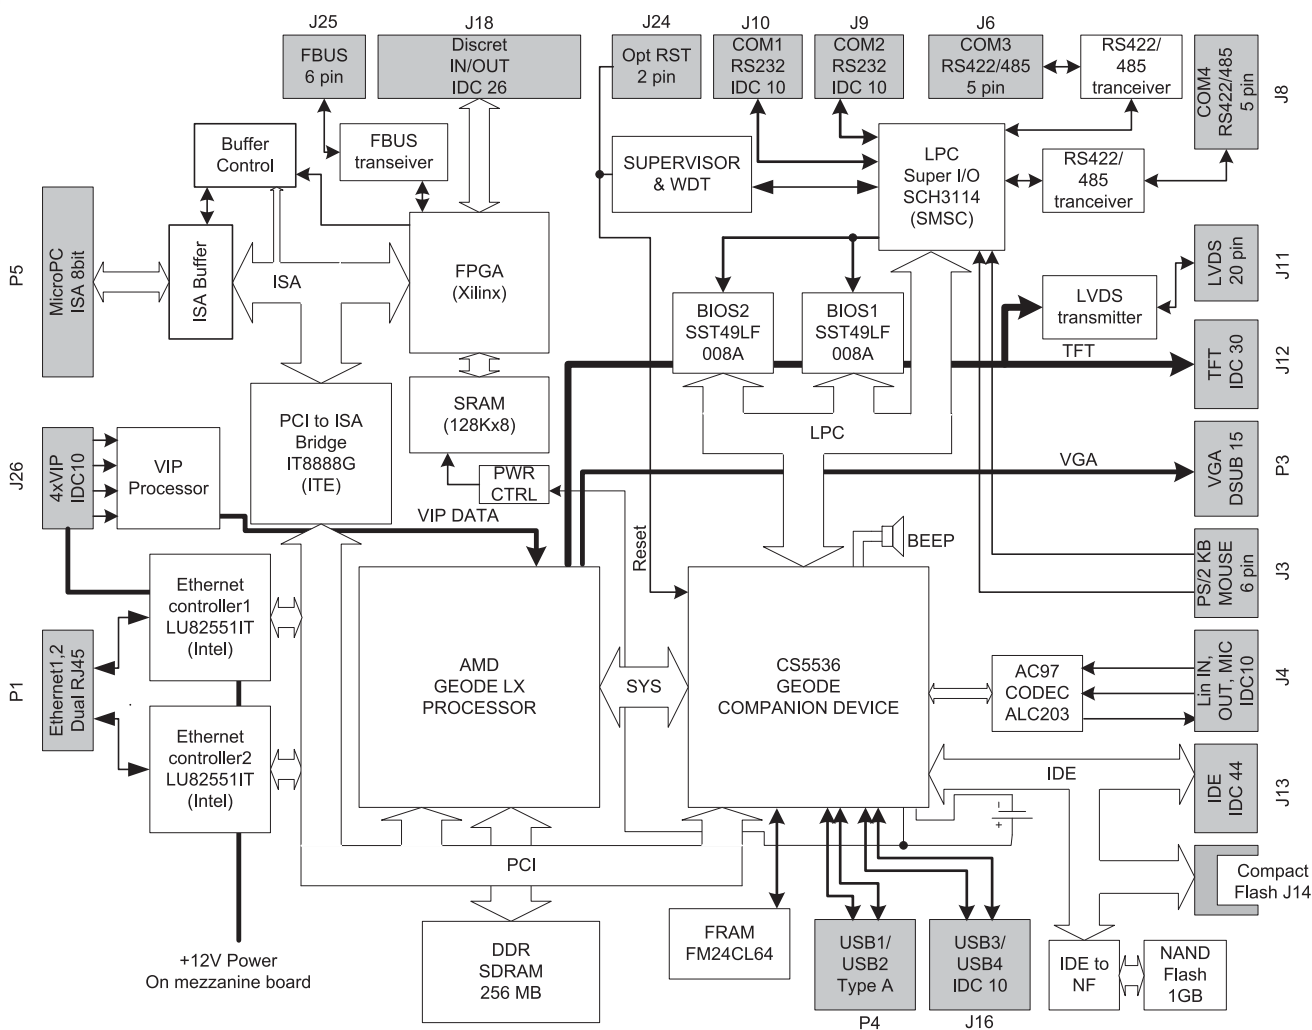 J25
J18
J24
J10
J9
J6
FBUS
6 pin
Discret
IN/OUT
IDC 26
Opt RST
2 pin
COM1
RS232
IDC 10
COM2
RS232
IDC 10
COM3
RS422/485
5 pin
RS422/
485
tranceiver
COM4
RS422/485
5 pin
J8
Buffer
Control
FBUS
transeiver
SUPERVISOR
& WDT
LPC
Super I/O
SCH3114
(SMSC)
RS422/
485
tranceiver
P5
MicroPC
ISA 8bit
ISA Buffer
ISA
FPGA
(Xilinx)
BIOS2
SST49LF
008A
BIOS1
SST49LF
008A
LVDS
transmitter
LVDS
20 pin
J11
TFT
TFT
IDC 30
J12
PCI to ISA
Bridge
IT8888G
(ITE)
SRAM
(128Kx8)
LPC
J26
4xVIP
IDC10
VIP
Processor
PWR
CTRL
VIP DATA
VGA
VGA
DSUB 15
P3
Reset
BEEP
PS/2 KB
MOUSE
6 pin
J3
Ethernet
controller1
LU82551IT
(Intel)
P1
Ethernet1,2
Dual RJ45
AMD
GEODE LX
PROCESSOR
SYS
CS5536
GEODE
COMPANION DEVICE
AC97
CODEC
ALC203
Lin IN,
OUT, MIC
IDC10
J4
Ethernet
controller2
LU82551IT
(Intel)
IDE
IDE
IDC 44
J13
- +
PCI
Compact
Flash J14
+12V Power
On mezzanine board
DDR
SDRAM
256 MB
FRAM
FM24CL64
USB1/
USB2
Type A
P4
USB3/
USB4
IDC 10
J16
IDE to
NF
NAND
Flash
1GB